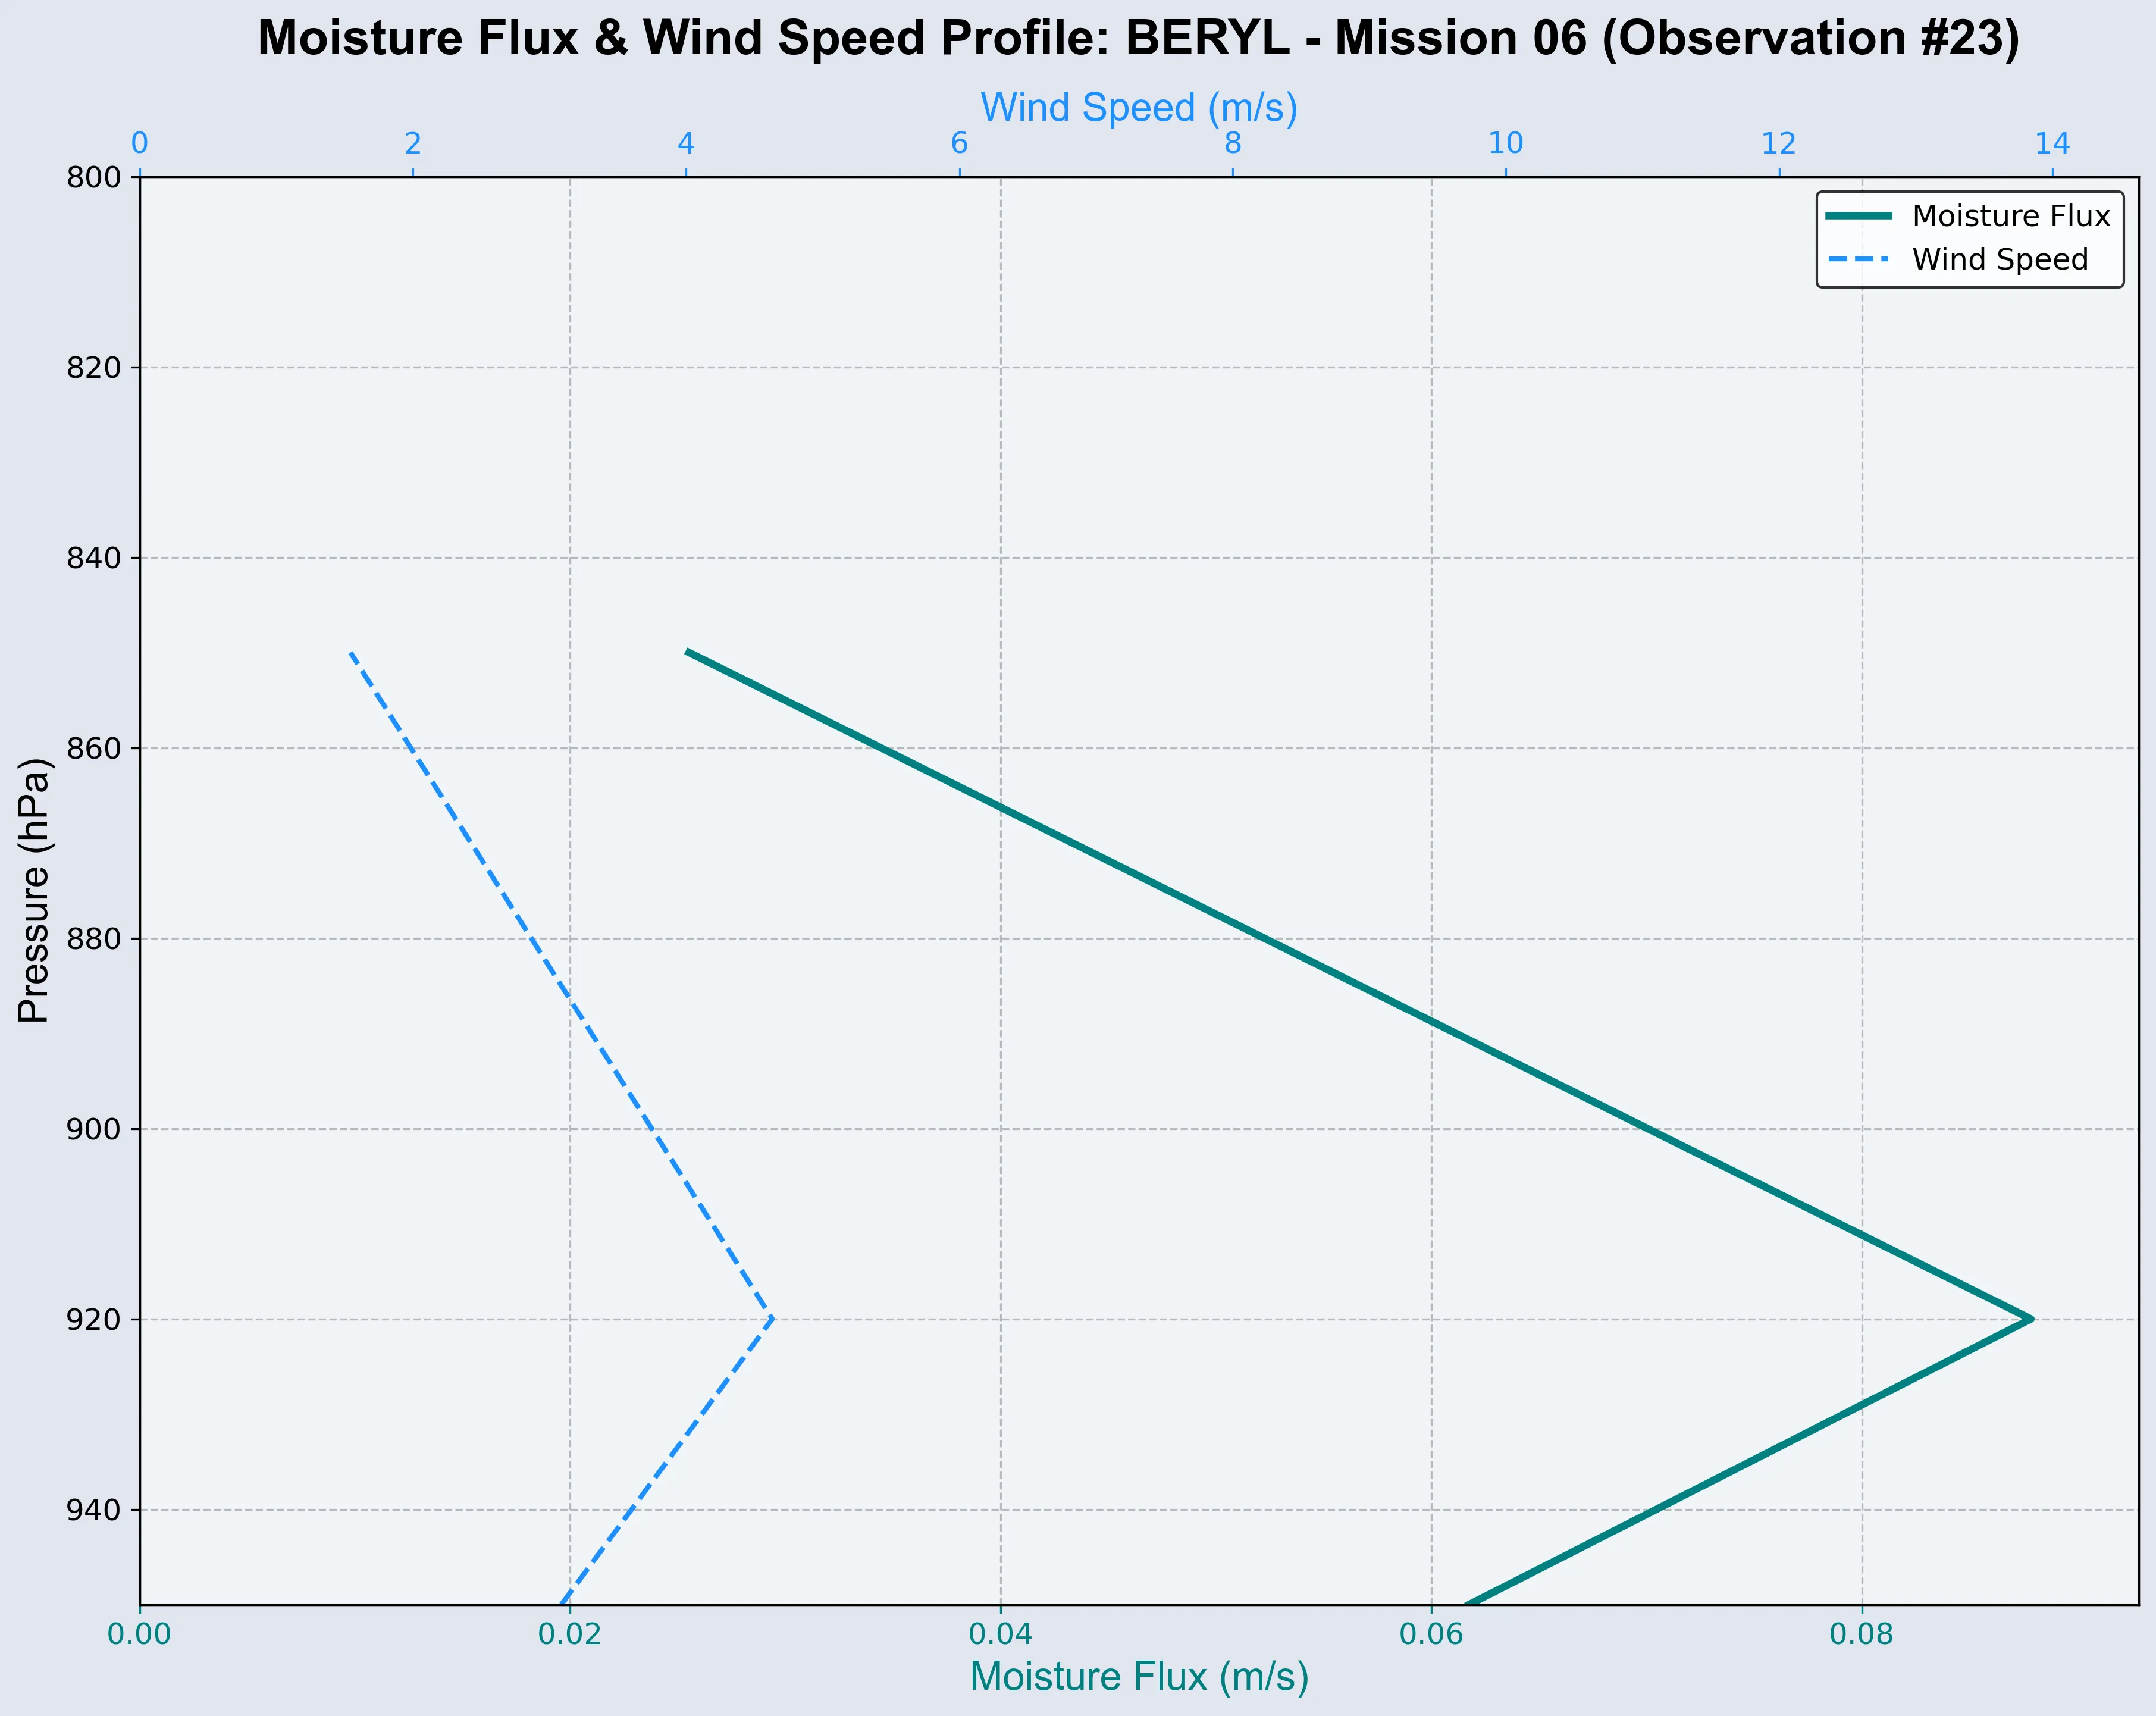 Moisture Flux & Wind Speed Profile: BERYL - Mission 06 (Observation #23)
Wind Speed (m/s)
0 2 4 6 8 10 12 14
Moisture Flux
Wind Speed
Pressure (hPa)
800
820
840
860
880
900
920
940
0.00 0.02 0.04 0.06 0.08
Moisture Flux (m/s)